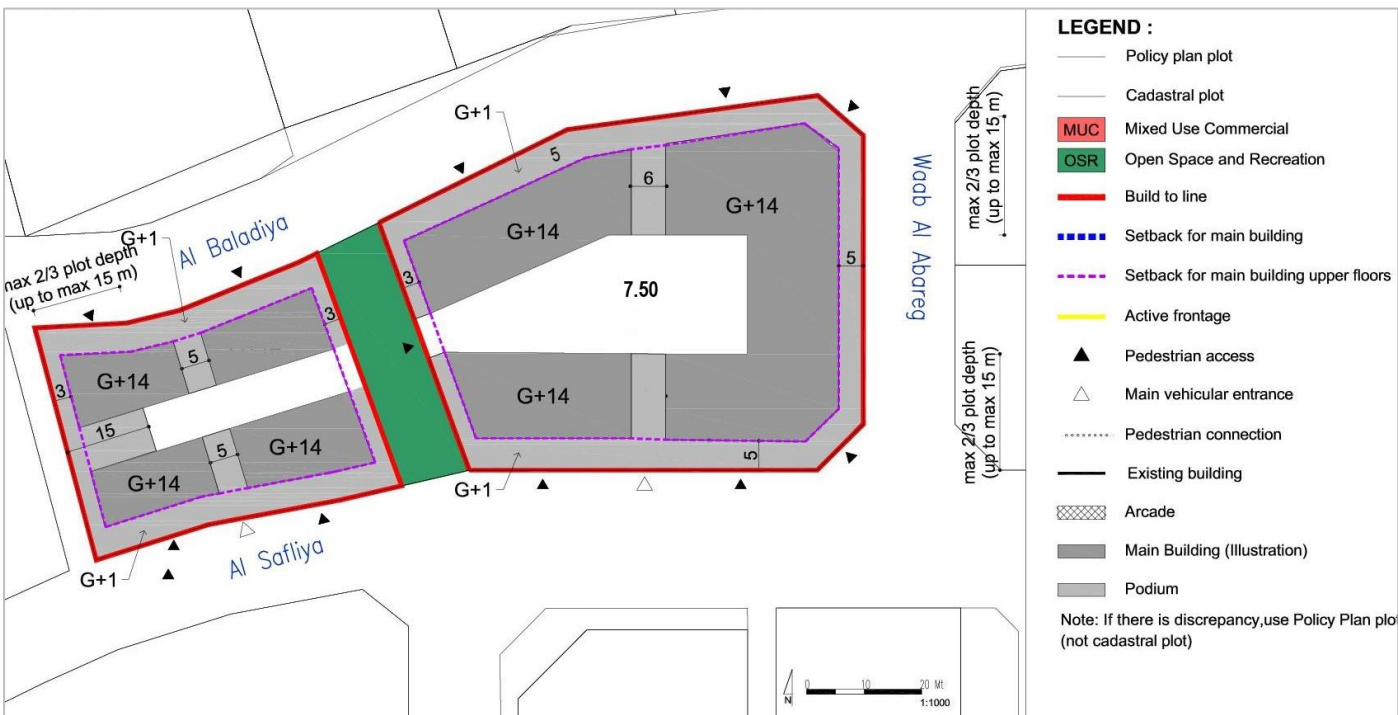 G+1
5
6
G+14
G+14
Waab Al Abareg
max 2/3 plot depth
(up to max 15 m)
Al Baladiya
G+1
max 2/3 plot depth
(up to max 15 m)
3
5
7.50
3
5
G+14
3
15
G+14
5
G+14
G+14
G+14
5
max 2/3 plot depth
(up to max 15 m)
G+1
Al Safliya
G+1
LEGEND :
Policy plan plot
Cadastral plot
MUC Mixed Use Commercial
OSR Open Space and Recreation
Build to line
Setback for main building
Setback for main building upper floors
Active frontage
Pedestrian access
Main vehicular entrance
Pedestrian connection
Existing building
Arcade
Main Building (Illustration)
Podium
Note: If there is discrepancy,use Policy Plan plot
(not cadastral plot)
N
0 10 20 Mt.
1:1000